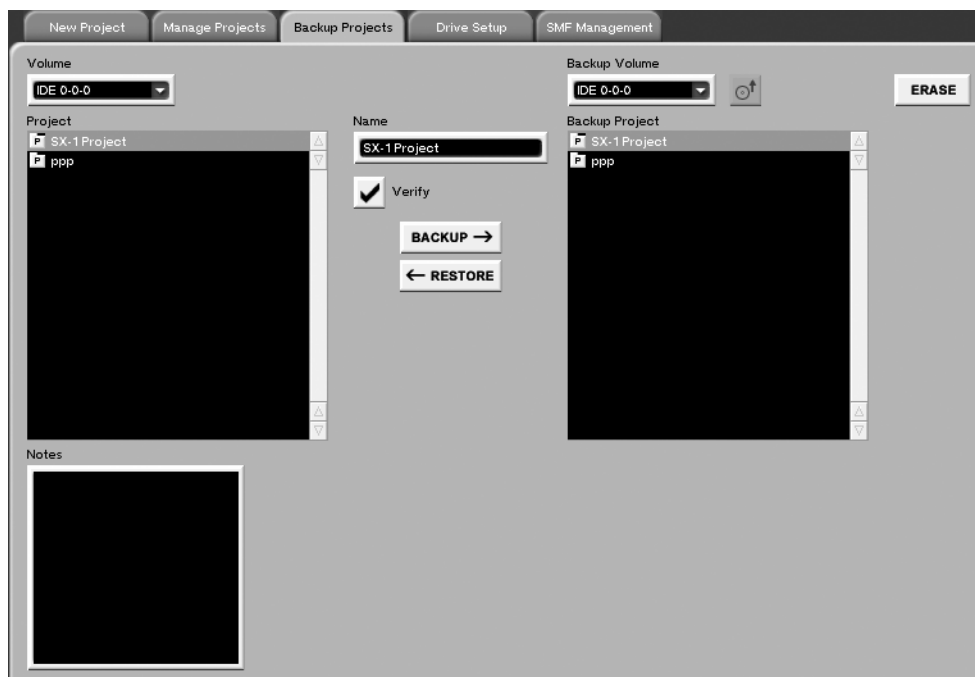 New Project
Manage Projects
Backup Projects
Drive Setup
SMF Management
Volume
IDE 0-0-0
Project
SX-1 Project
ppp
Notes
Name
SX-1 Project
Verify
BACKUP →
← RESTORE
Backup Volume
IDE 0-0-0
ERASE
Backup Project
SX-1 Project
ppp